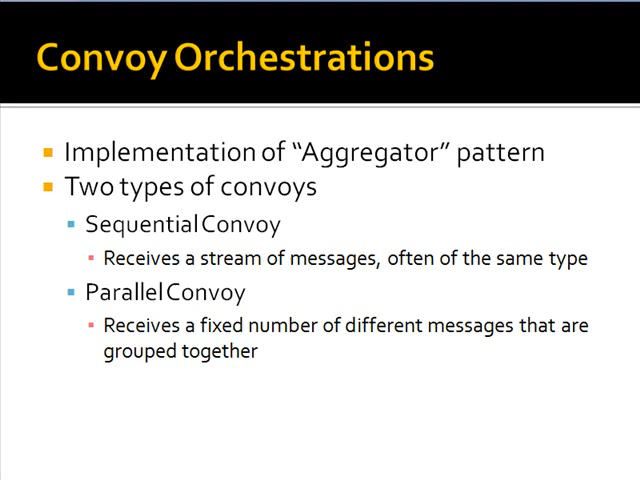 Convoy Orchestrations
Implementation of “Aggregator” pattern
Two types of convoys
Sequential Convoy
Receives a stream of messages, often of the same type
Parallel Convoy
Receives a fixed number of different messages that are
grouped together